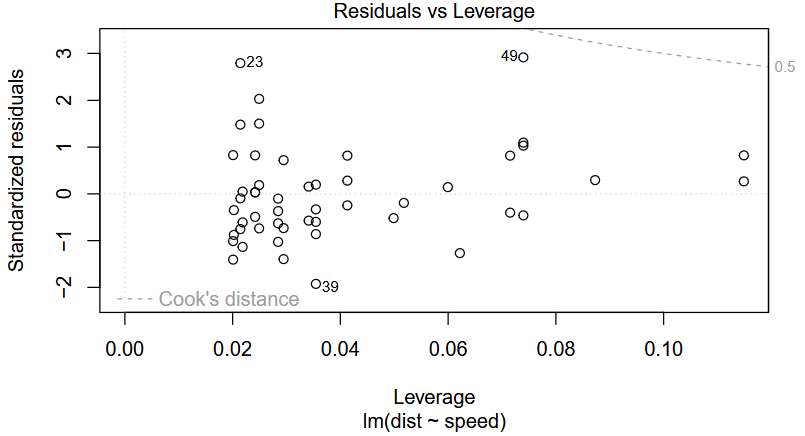 Residuals vs Leverage
Standardized residuals
3
2
1
0
−1
−2
23
49
39
0.5
Cook's distance
0.00 0.02 0.04 0.06 0.08 0.10
Leverage
lm(dist ~ speed)